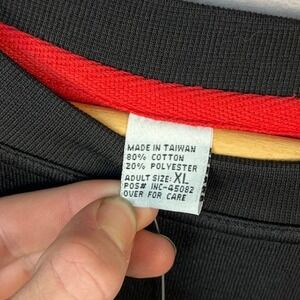 MADE IN TAIWAN
80% COTTON
20% POLYESTER
ADULT SIZE: XL
POS# INC-45082
OVER FOR CARE